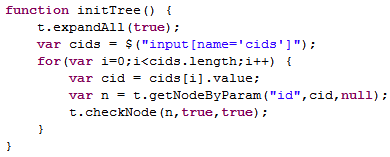 function initTree() {
    t.expandAll(true);
    var cids = $("input[name='cids']");
    for(var i=0;i<cids.length;i++) {
        var cid = cids[i].value;
        var n = t.getNodeByParam("id",cid,null);
        t.checkNode(n,true,true);
    }
}